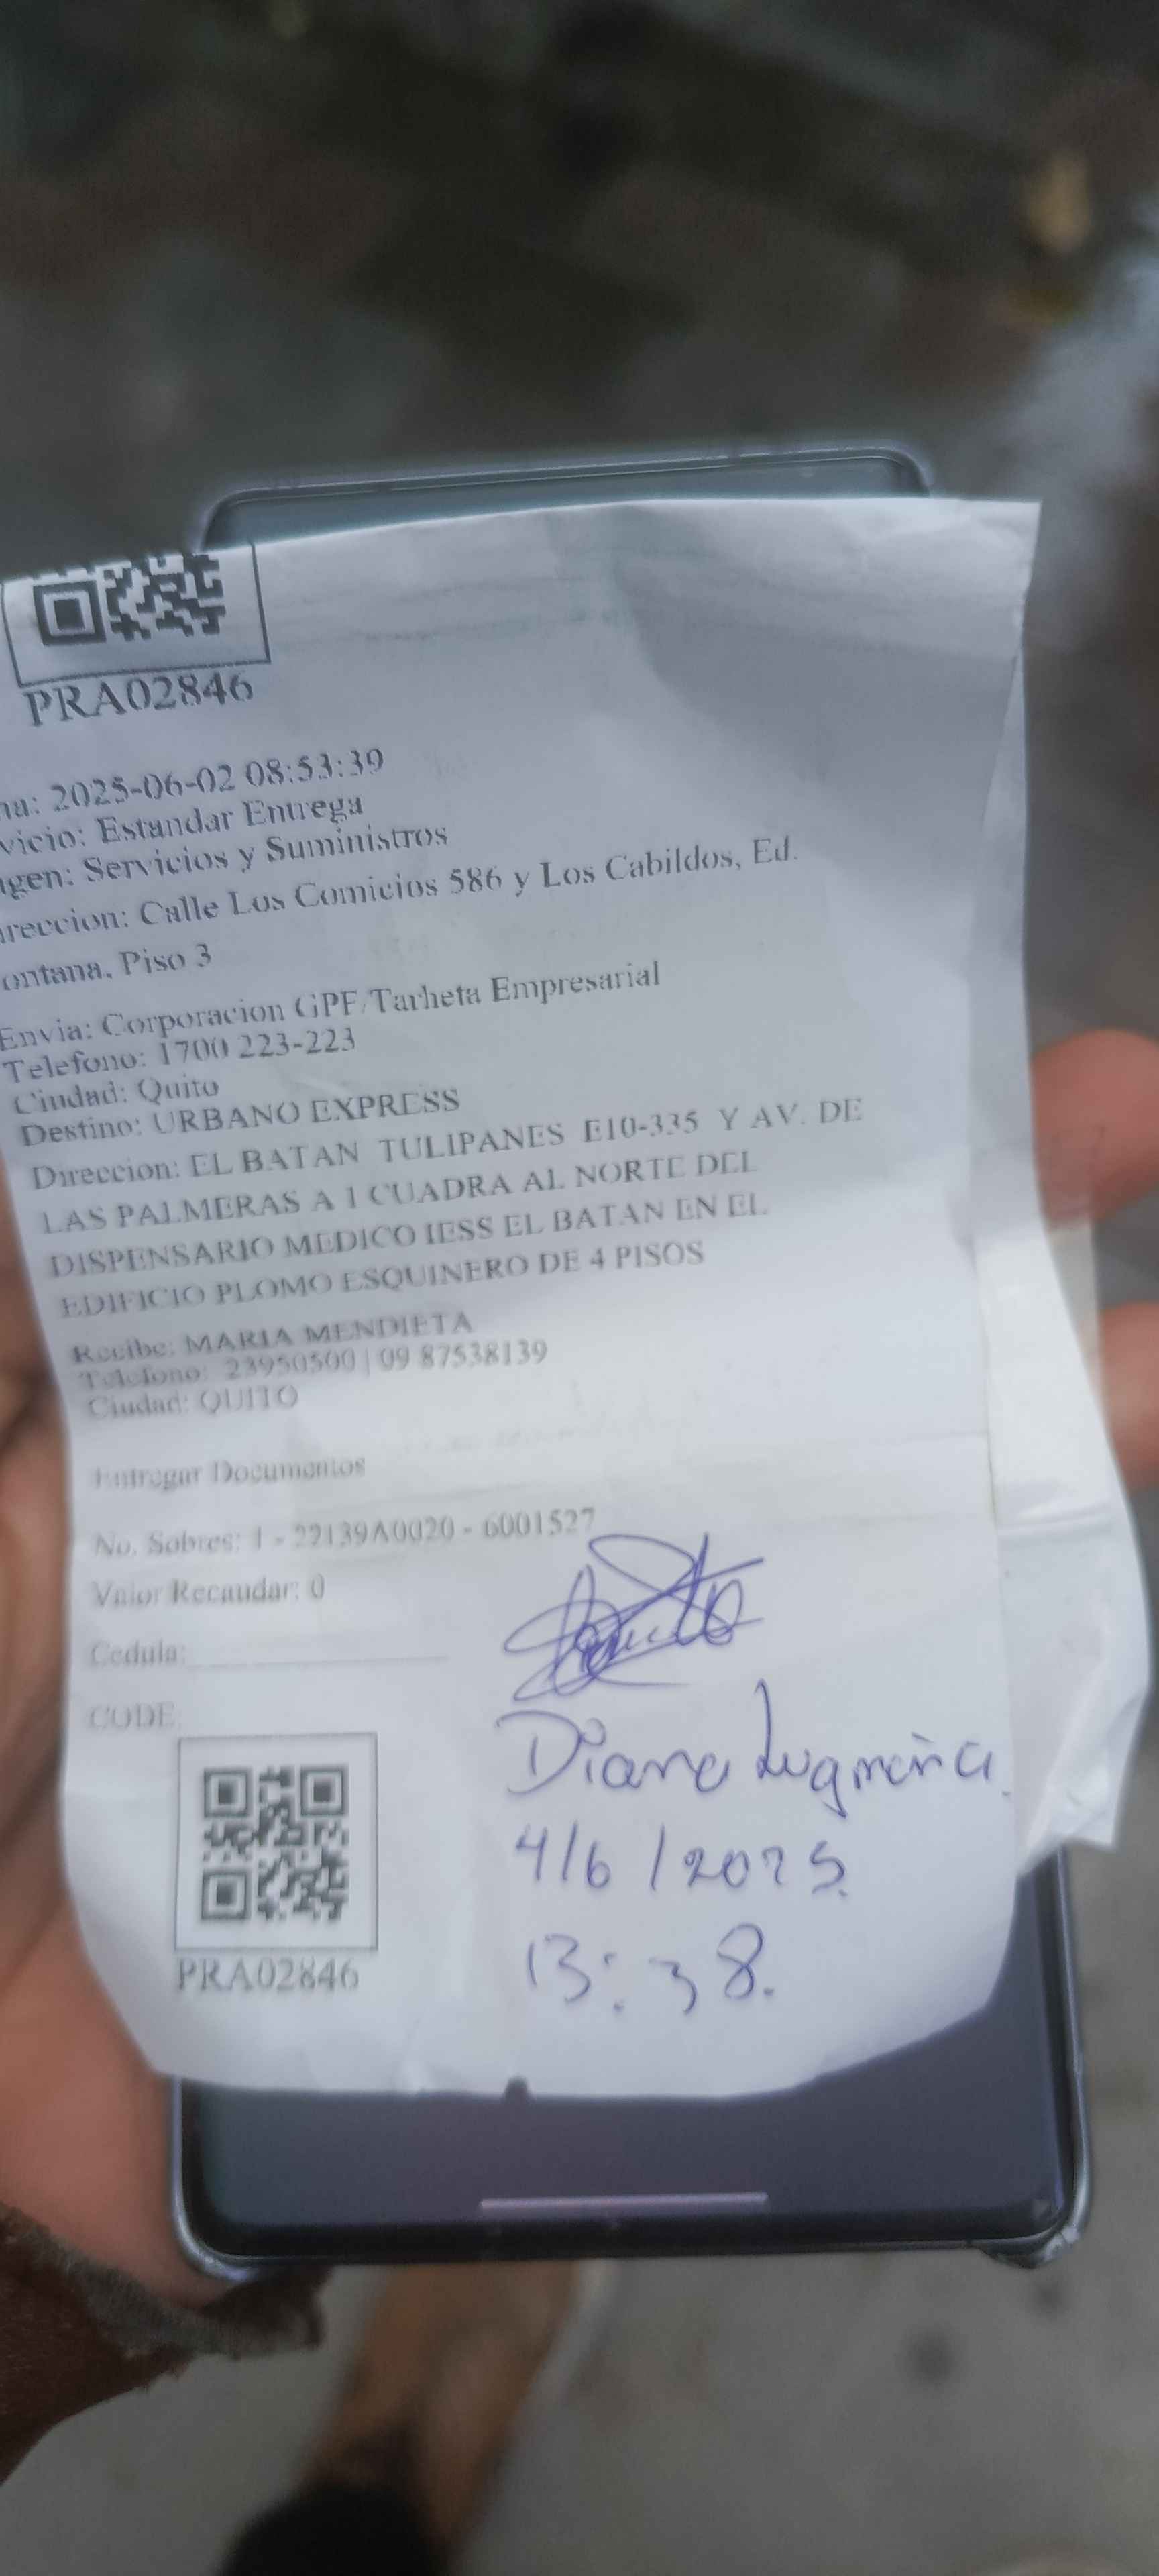 PRA02846
ha: 2025-06-02 08:53:39
vicio: Estandar Entrega
igen: Servicios y Suministros
ireccion: Calle Los Comicios 586 y Los Cabildos, Ed.
ontana, Piso 3
Envia: Corporacion GPF/Tarheta Empresarial
Telefono: 1700 223-223
Ciudad: Quito
Destino: URBANO EXPRESS
Direccion: EL BATAN TULIPANES E10-335 Y AV. DE
LAS PALMERAS A 1 CUADRA AL NORTE DEL
DISPENSARIO MEDICO IESS EL BATAN EN EL
EDIFICIO PLOMO ESQUINERO DE 4 PISOS
Recibe: MARIA MENDIETA
Telefono: 23950500 | 09 87538139
Ciudad: QUITO
Entregar Documentos
No. Sobres: 1 - 22139A0020 - 6001527
Valor Recaudar: 0
Cedula:
CODE:
Diana
4/6/2025.
13:38.
PRA02846